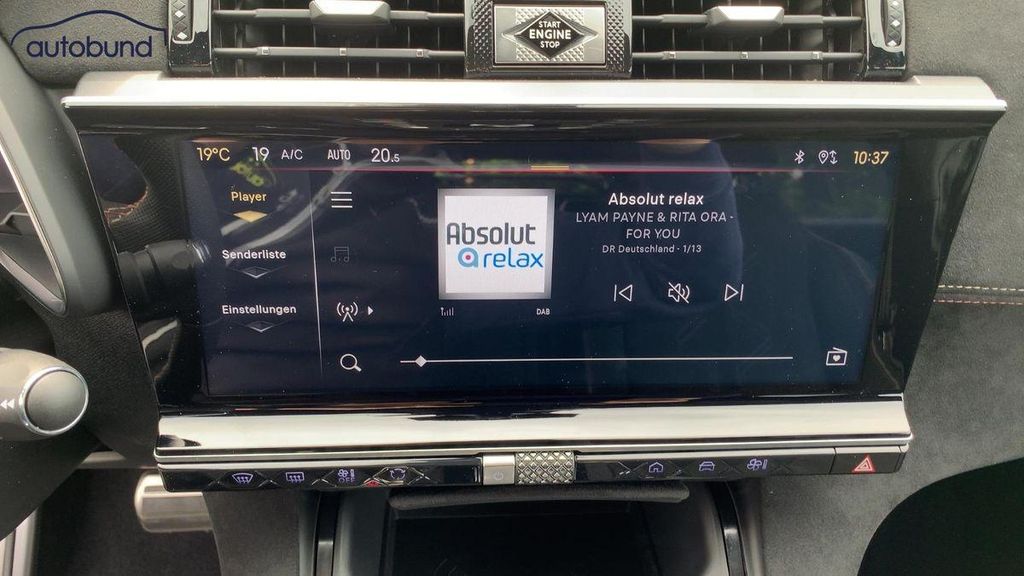 autobund
START
ENGINE
STOP
19°C 19 A/C AUTO 20.5 10:37
Player
Senderliste
Einstellungen
Absolut
relax
DAB
Absolut relax
LYAM PAYNE & RITA ORA -
FOR YOU
DR Deutschland - 1/13
OFF